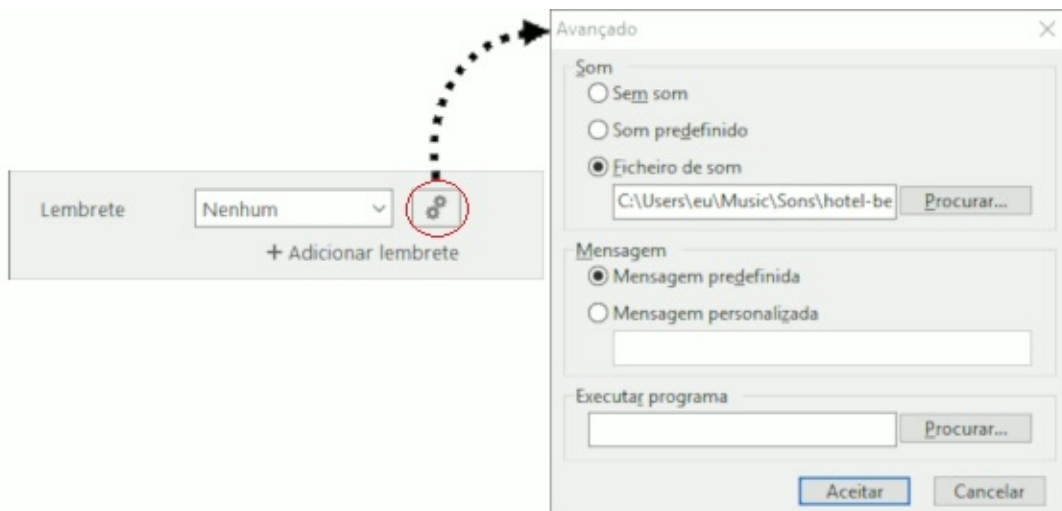 Lembrete
Nenhum
+ Adicionar lembrete
Avançado
Som
Sem som
Som predefinido
Ficheiro de som
C:\Users\eu\Music\Sons\hotel-be
Procurar...
Mensagem
Mensagem predefinida
Mensagem personalizada
Executar programa
Procurar...
Aceitar
Cancelar